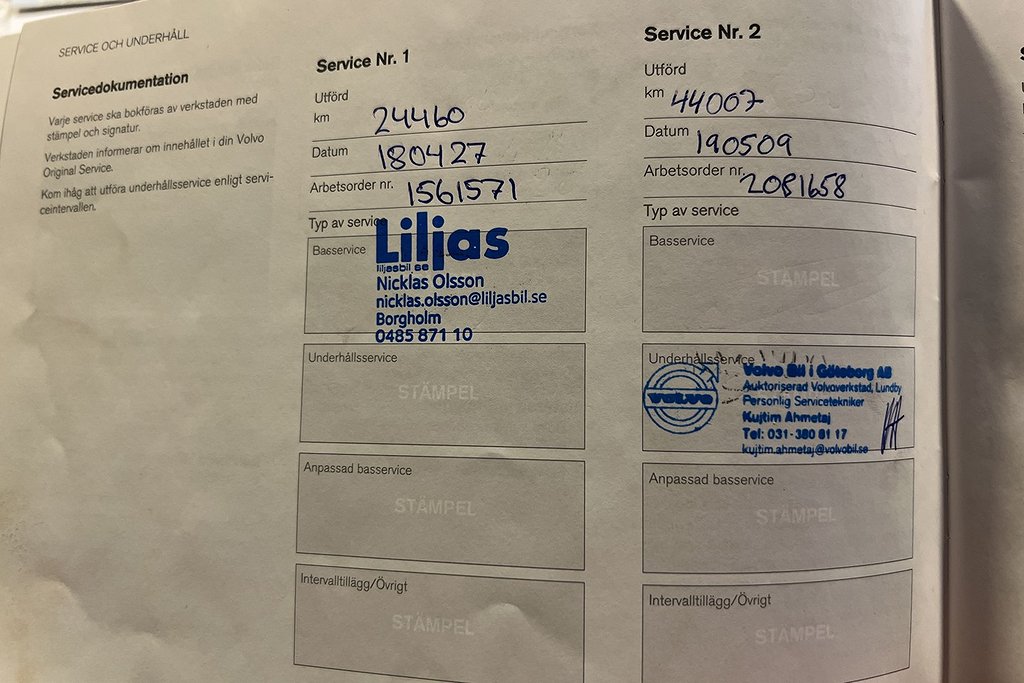 SERVICE OCH UNDERHÅLL
Servicedokumentation
Varje service ska bokföras av verkstaden med
stämpel och signatur.
Verkstaden informerar om innehållet i din Volvo
Original Service.
Kom ihåg att utföra underhållsservice enligt servi-
ceintervallen.
Service Nr. 1
Utförd
km 24460
Datum 180427
Arbetsorder nr. 1561571
Typ av service
Basservice
Liljas
liljasbil.se
Nicklas Olsson
nicklas.olsson@liljasbil.se
Borgholm
0485 871 10
Underhållsservice
STÄMPEL
Anpassad basservice
STÄMPEL
Intervalltillägg/Övrigt
STÄMPEL
Service Nr. 2
Utförd
km 44007
Datum 190509
Arbetsorder nr. 2081658
Typ av service
Basservice
STÄMPEL
Underhållsservice
VOLVO
Volvo Bil i Göteborg AB
Auktoriserad Volvoverkstad, Lundby
Personlig Servicetekniker
Kujtim Ahmetaj
Tel: 031-380 81 17
kujtim.ahmetaj@volvobil.se
Anpassad basservice
STÄMPEL
Intervalltillägg/Övrigt
STÄMPEL